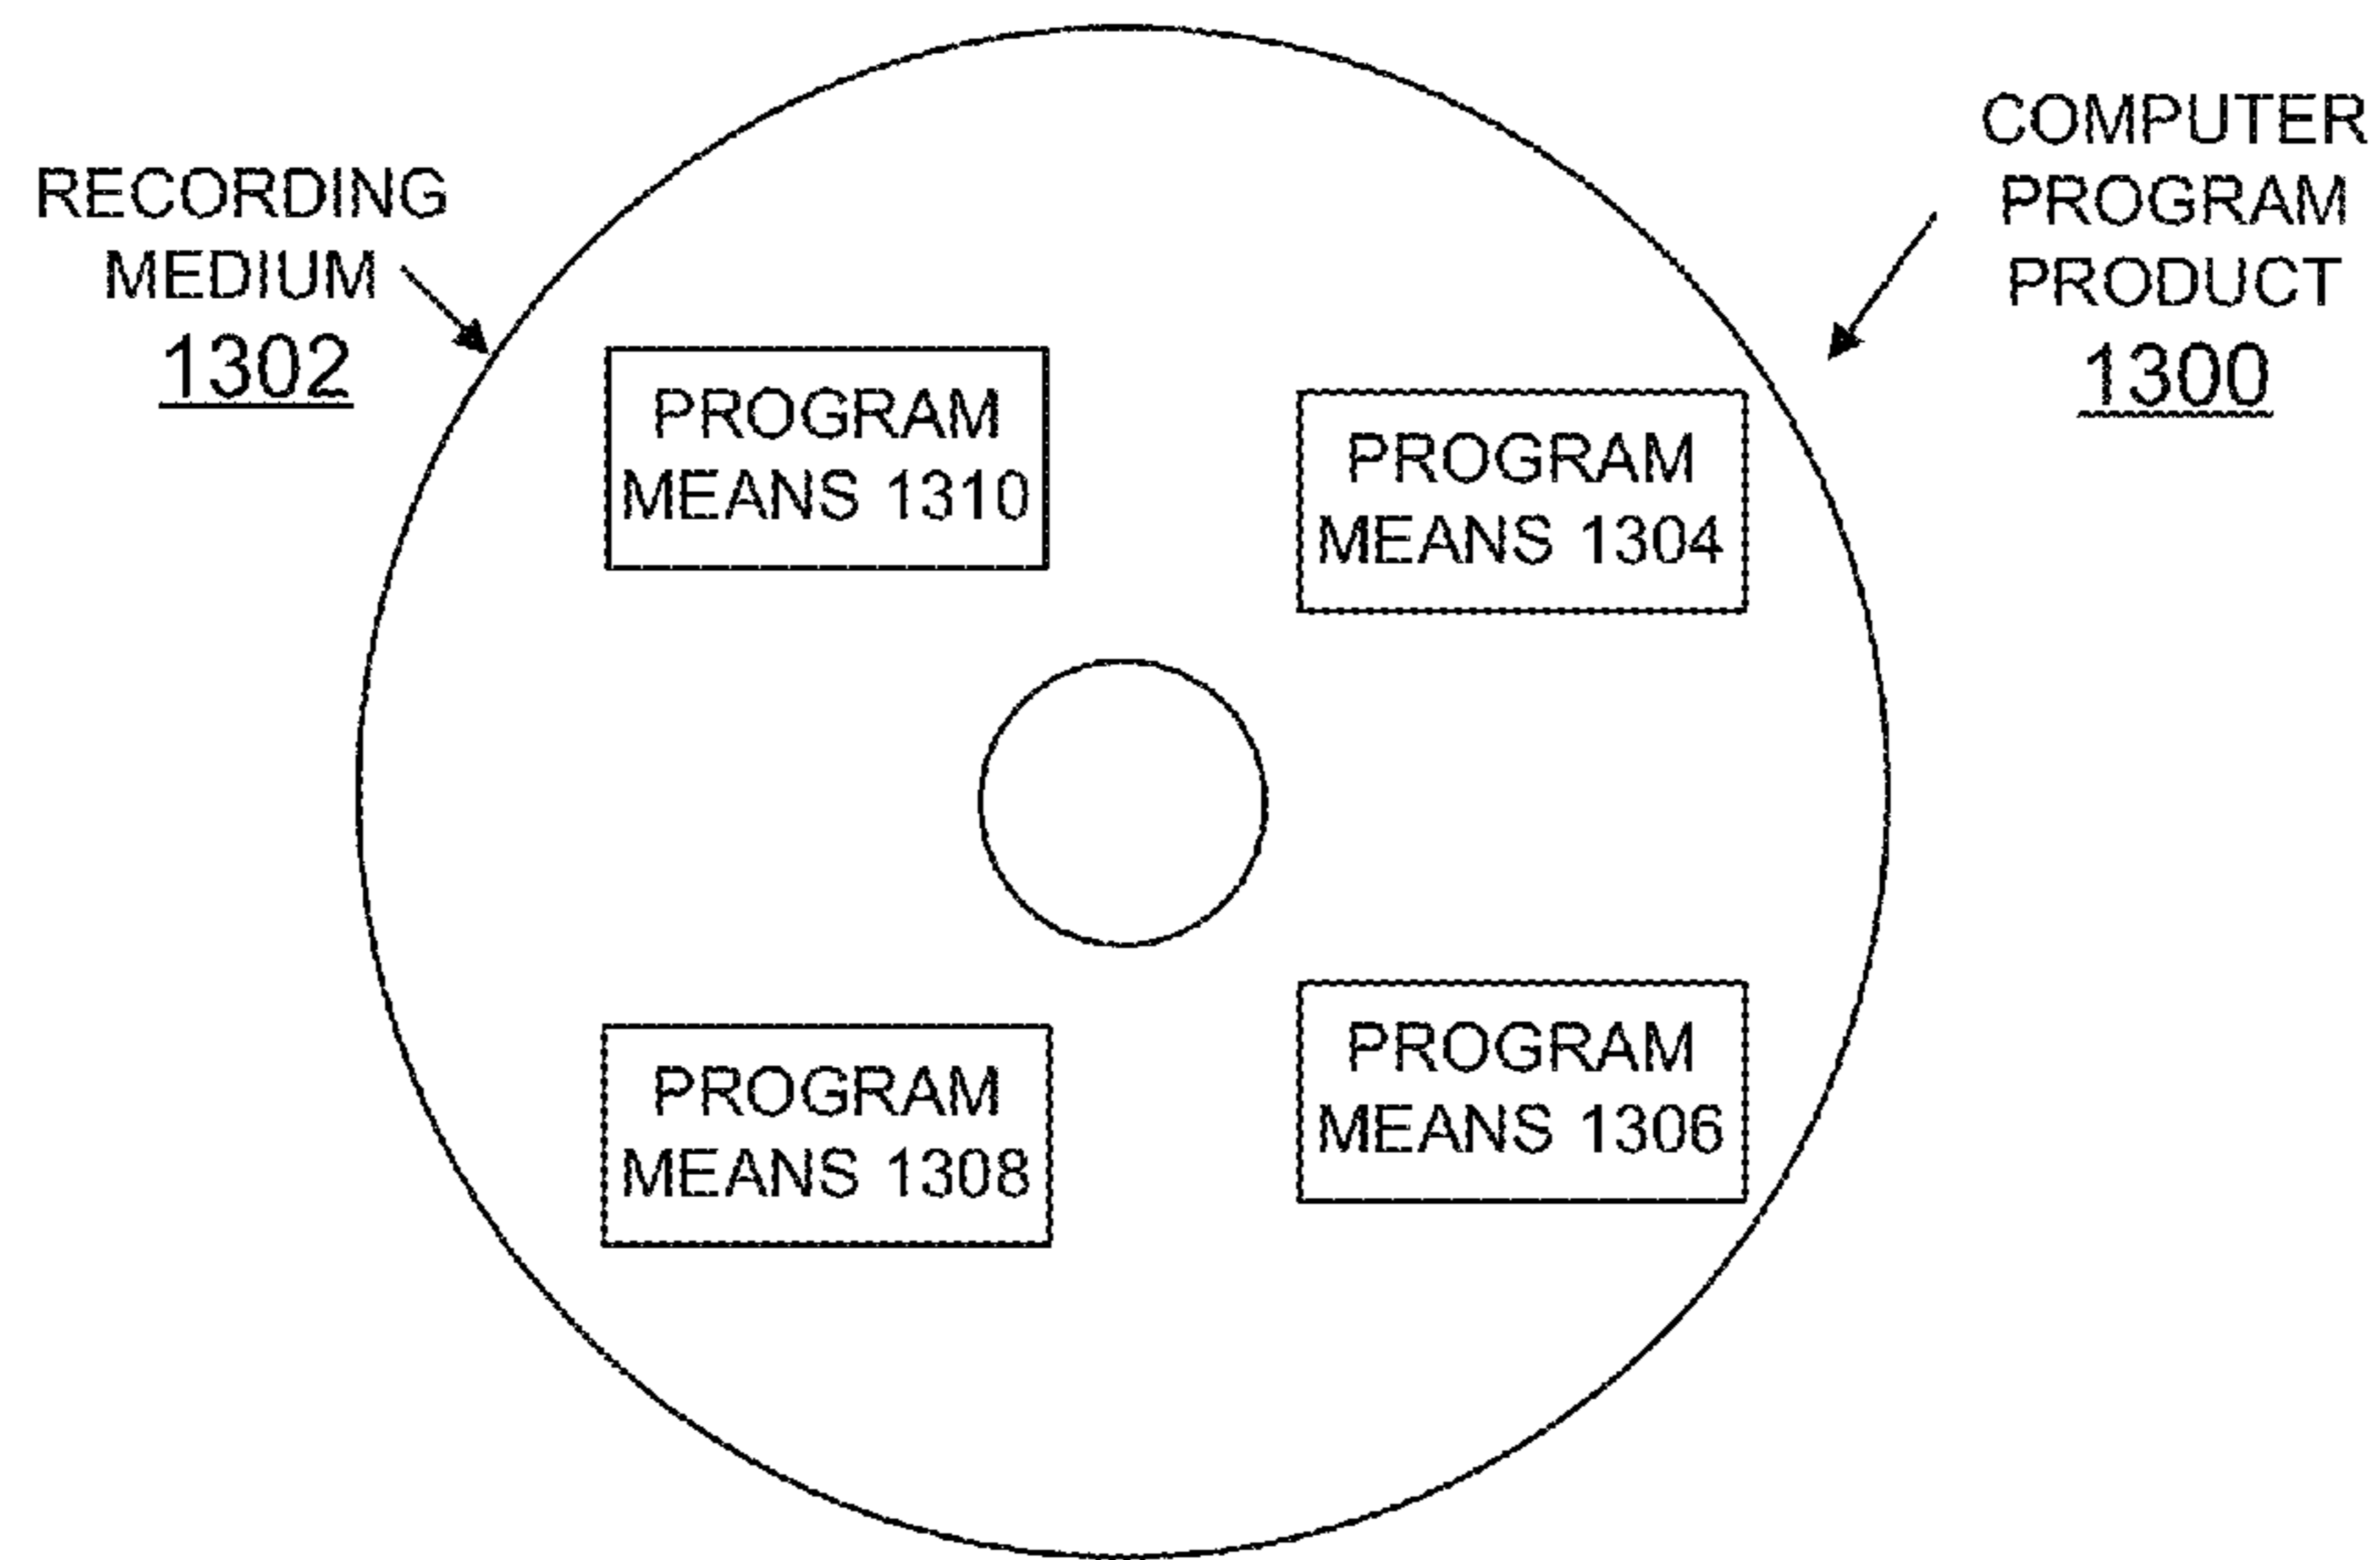 RECORDING
MEDIUM
1302
COMPUTER
PROGRAM
PRODUCT
1300
PROGRAM
MEANS 1310
PROGRAM
MEANS 1304
PROGRAM
MEANS 1308
PROGRAM
MEANS 1306